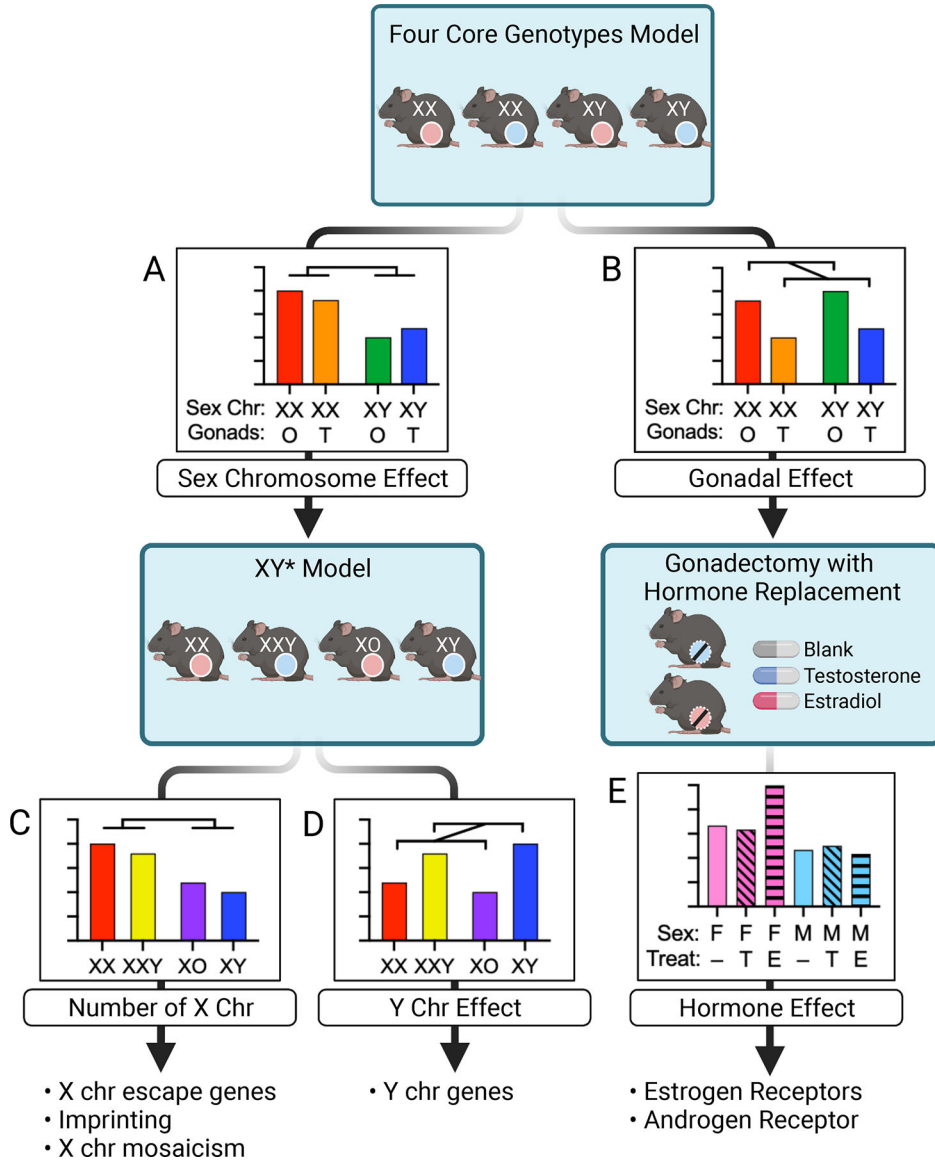 Four Core Genotypes Model
XX XX XY XY
A
Sex Chr: XX XX XY XY
Gonads: O T O T
Sex Chromosome Effect
B
Sex Chr: XX XX XY XY
Gonads: O T O T
Gonadal Effect
XY* Model
XX XXY XO XY
Gonadectomy with
Hormone Replacement
Blank
Testosterone
Estradiol
C
XX XXY XO XY
Number of X Chr
• X chr escape genes
• Imprinting
• X chr mosaicism
D
XX XXY XO XY
Y Chr Effect
• Y chr genes
E
Sex: F F F M M M
Treat: – T E – T E
Hormone Effect
• Estrogen Receptors
• Androgen Receptor